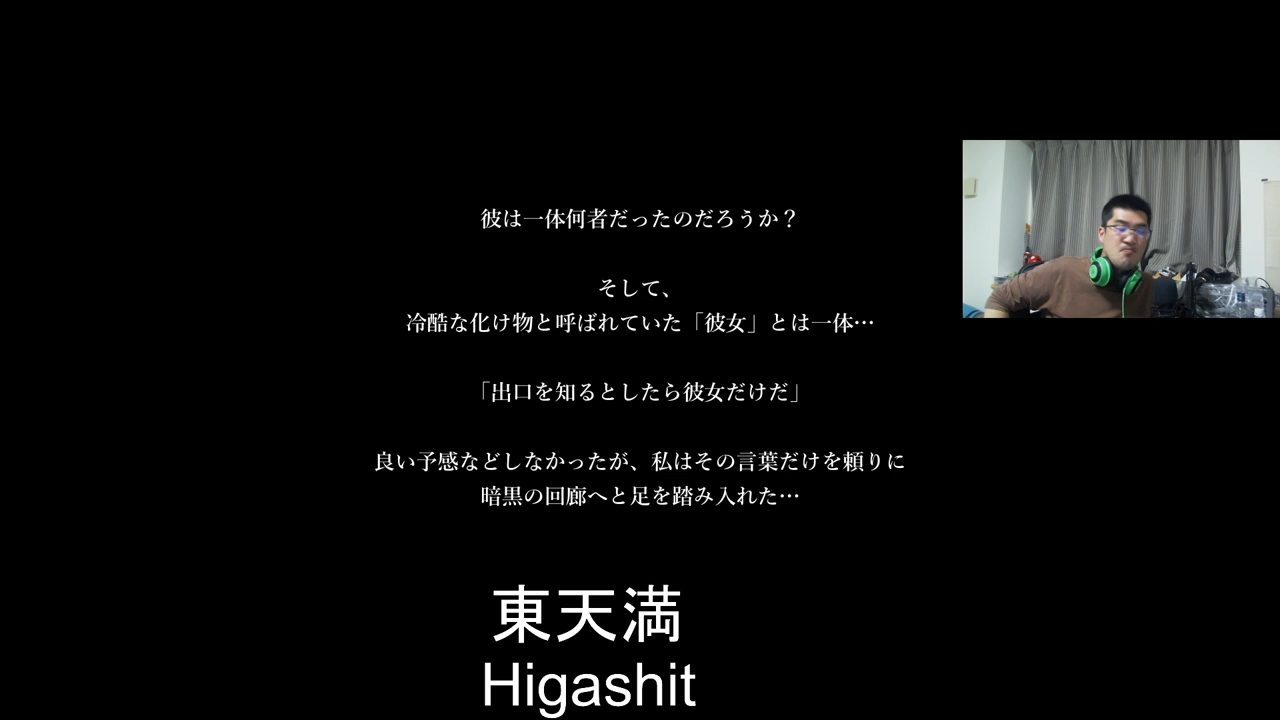 彼は一体何者だったのだろうか？
そして、
冷酷な化け物と呼ばれていた「彼女」とは一体…
「出口を知るとしたら彼女だけだ」
良い予感などしなかったが、私はその言葉だけを頼りに
暗黒の回廊へと足を踏み入れた…
東天満
Higashit